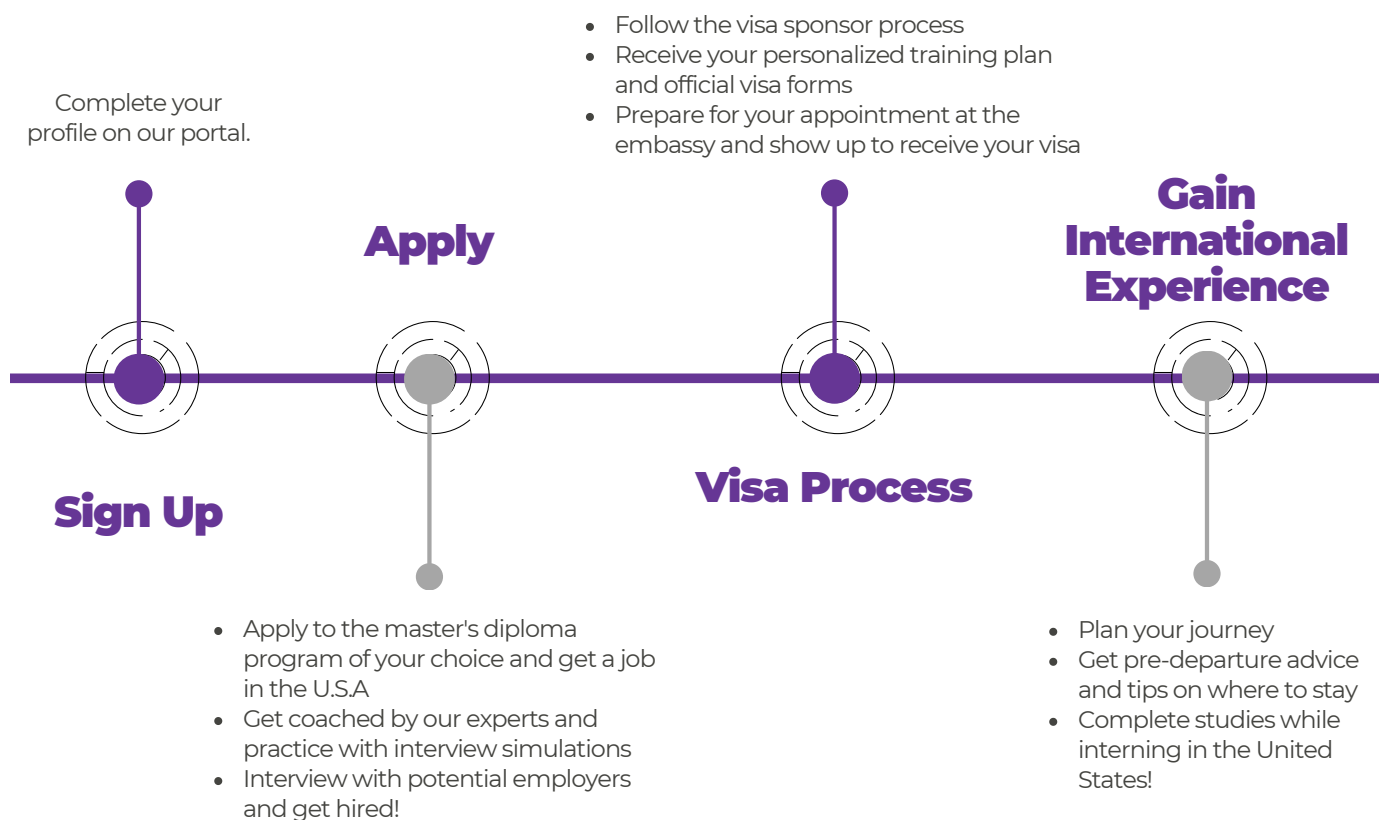 Complete your
profile on our portal.
Sign Up
Apply
• Apply to the master's diploma
program of your choice and get a job
in the U.S.A
• Get coached by our experts and
practice with interview simulations
• Interview with potential employers
and get hired!
• Follow the visa sponsor process
• Receive your personalized training plan
and official visa forms
• Prepare for your appointment at the
embassy and show up to receive your visa
Visa Process
Gain
International
Experience
• Plan your journey
• Get pre-departure advice
and tips on where to stay
• Complete studies while
interning in the United
States!